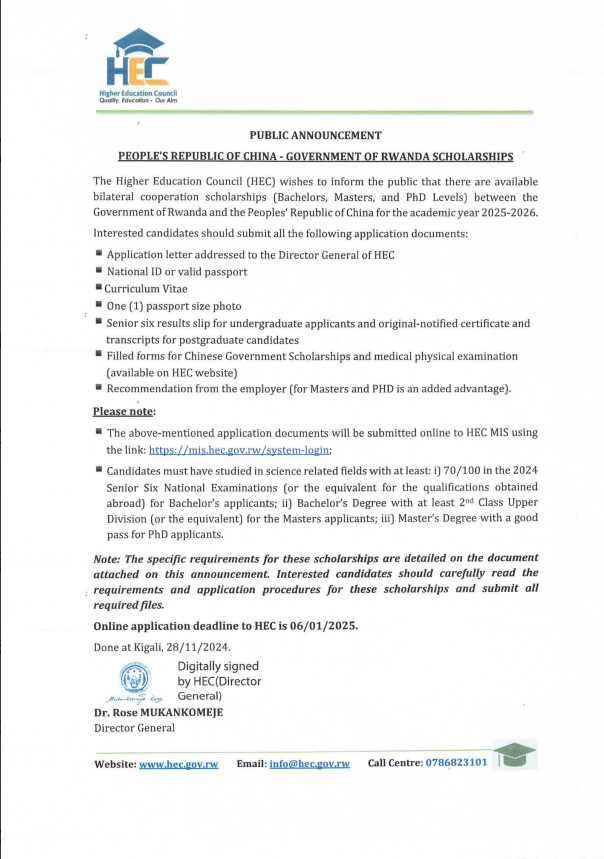 HEC
Higher Education Council
Quality Education - Our Aim
PUBLIC ANNOUNCEMENT
PEOPLE'S REPUBLIC OF CHINA - GOVERNMENT OF RWANDA SCHOLARSHIPS
The Higher Education Council (HEC) wishes to inform the public that there are available
bilateral cooperation scholarships (Bachelors, Masters, and PhD Levels) between the
Government of Rwanda and the Peoples' Republic of China for the academic year 2025-2026.
Interested candidates should submit all the following application documents:
Application letter addressed to the Director General of HEC
National ID or valid passport
Curriculum Vitae
One (1) passport size photo
Senior six results slip for undergraduate applicants and original-notified certificate and
transcripts for postgraduate candidates
Filled forms for Chinese Government Scholarships and medical physical examination
(available on HEC website)
Recommendation from the employer (for Masters and PHD is an added advantage).
Please note:
The above-mentioned application documents will be submitted online to HEC MIS using
the link: https://mis.hec.gov.rw/system-login;
Candidates must have studied in science related fields with at least: i) 70/100 in the 2024
Senior Six National Examinations (or the equivalent for the qualifications obtained
abroad) for Bachelor's applicants; ii) Bachelor's Degree with at least 2nd Class Upper
Division (or the equivalent) for the Masters applicants; iii) Master's Degree with a good
pass for PhD applicants.
Note: The specific requirements for these scholarships are detailed on the document
attached on this announcement. Interested candidates should carefully read the
requirements and application procedures for these scholarships and submit all
required files.
Online application deadline to HEC is 06/01/2025.
Done at Kigali, 28/11/2024.
Digitally signed
by HEC(Director
General)
Dr. Rose MUKANKOMEJE
Director General
Website: www.hec.gov.rw Email: info@hec.gov.rw Call Centre: 0786823101